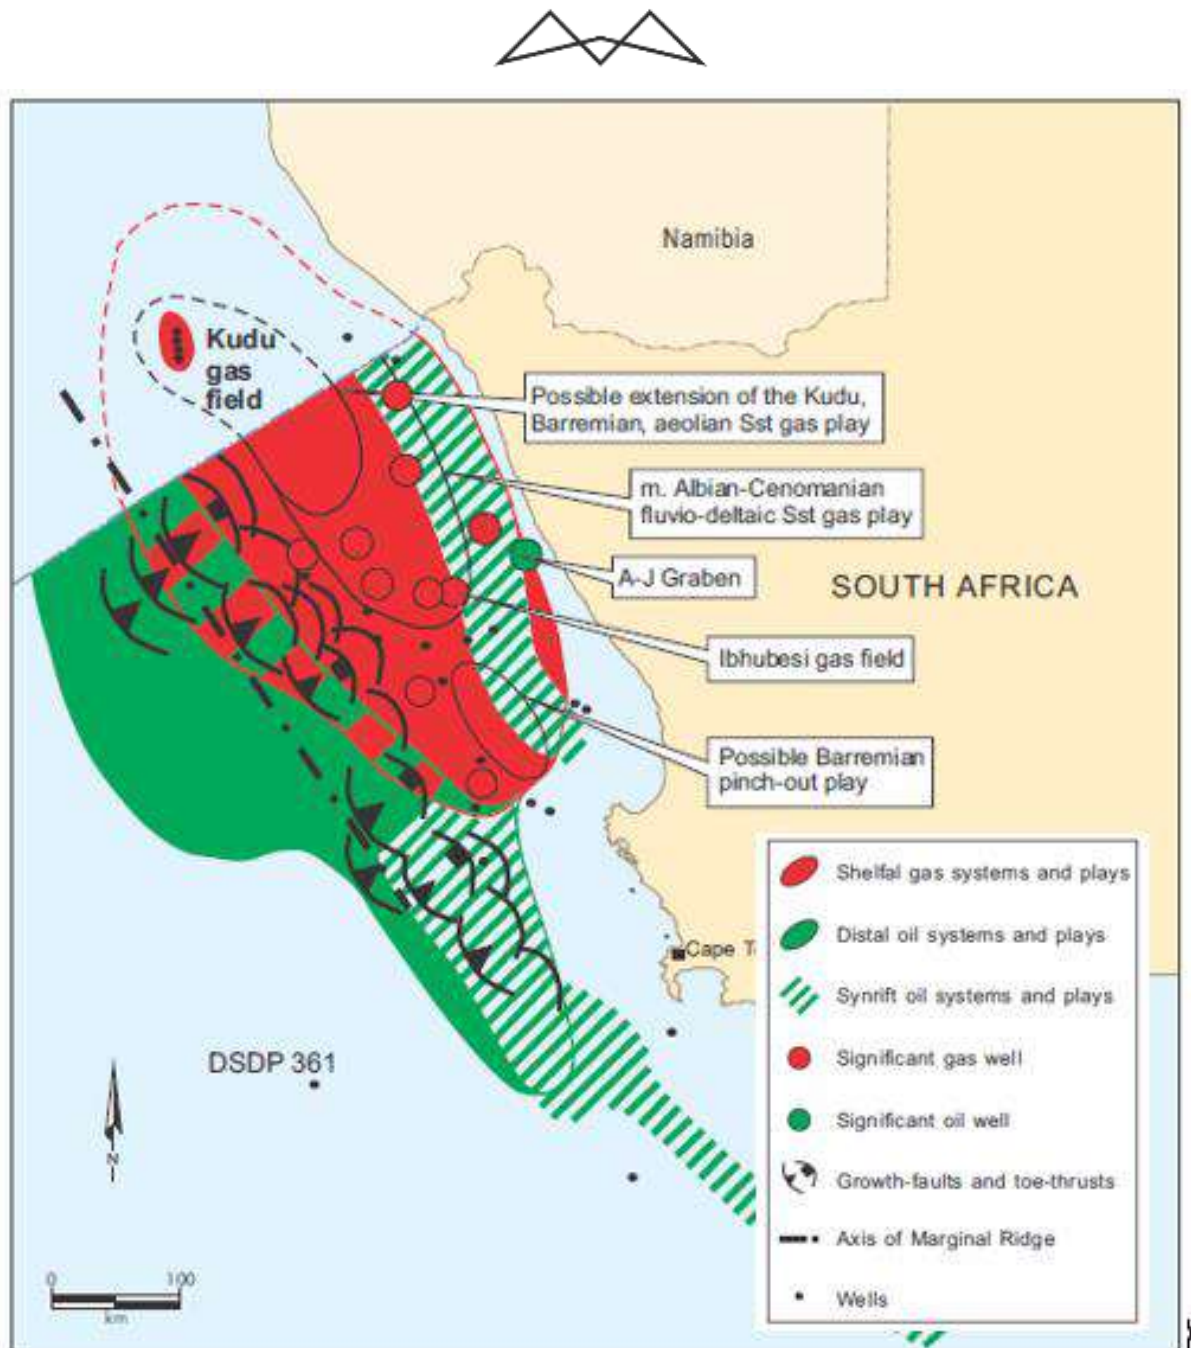 Namibia
Kudu
gas
field
Possible extension of the Kudu,
Barremian, aeolian Sst gas play
m. Albian-Cenomanian
fluvio-deltaic Sst gas play
A-J Graben
SOUTH AFRICA
Ibhubesi gas field
Possible Barremian
pinch-out play
Shelfal gas systems and plays
Distal oil systems and plays
Cape T
Synrift oil systems and plays
Significant gas well
DSDP 361
Significant oil well
N
Growth-faults and toe-thrusts
Axis of Marginal Ridge
0 100
km
Wells